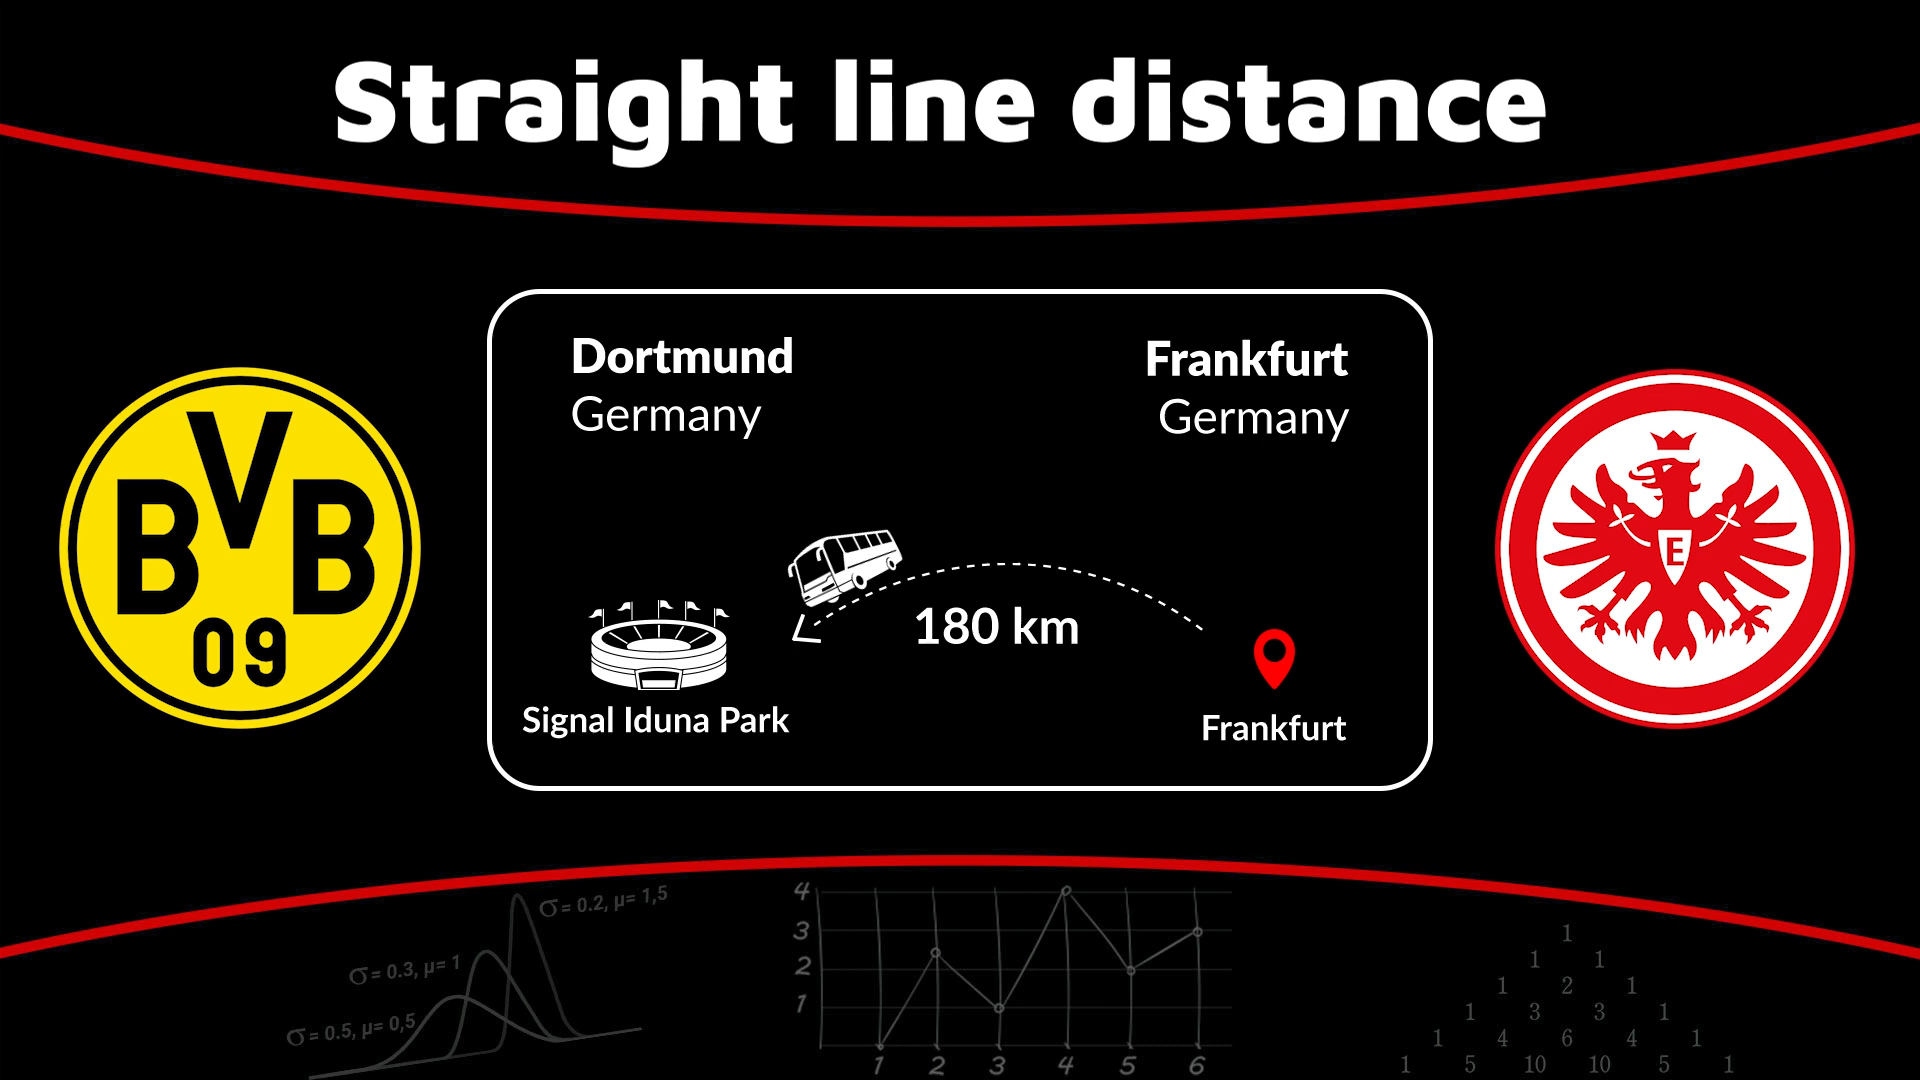 Straight line distance
Dortmund
Germany
Frankfurt
Germany
BVB
09
E
180 km
Signal Iduna Park
Frankfurt
σ= 0.2, μ= 1,5
σ= 0.3, μ= 1
σ= 0.5, μ= 0,5
4
3
2
1
1 2 3 4 5 6
1
1 1
1 2 1
1 3 3 1
1 4 6 4 1
1 5 10 10 5 1